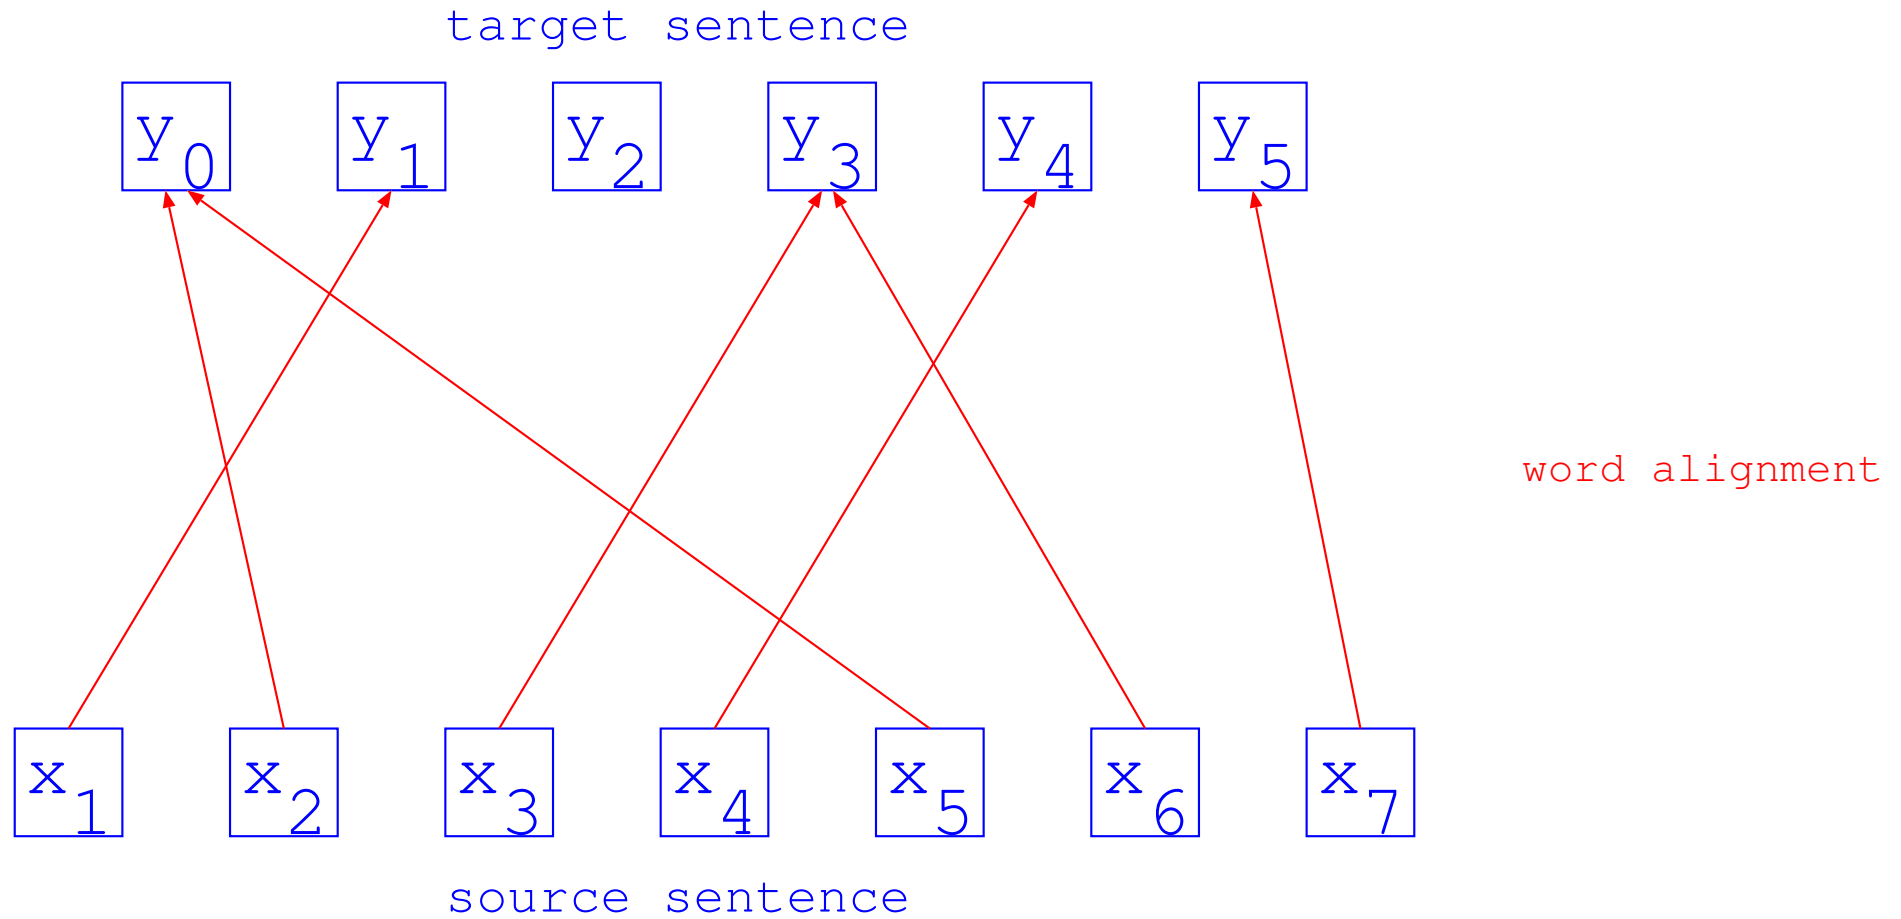 target sentence
y0 y1 y2 y3 y4 y5
word alignment
x1 x2 x3 x4 x5 x6 x7
source sentence